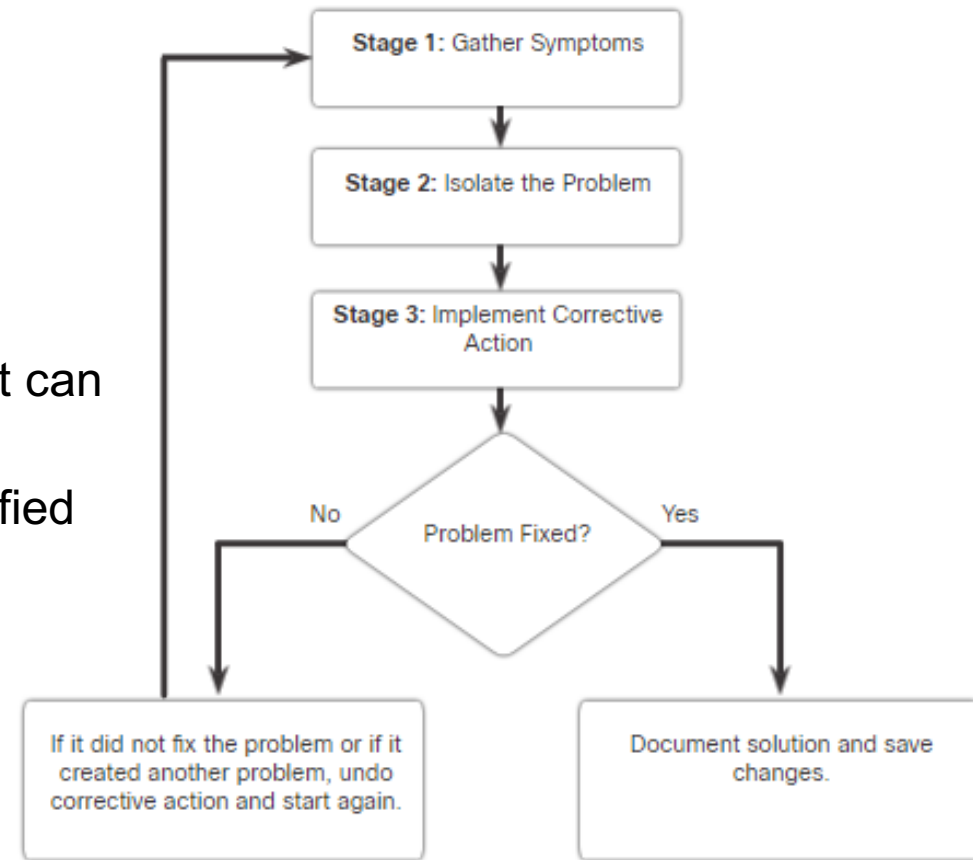 Stage 1: Gather Symptoms
Stage 2: Isolate the Problem
Stage 3: Implement Corrective
Action
t can
fied
No
Problem Fixed?
Yes
If it did not fix the problem or if it
created another problem, undo
corrective action and start again.
Document solution and save
changes.